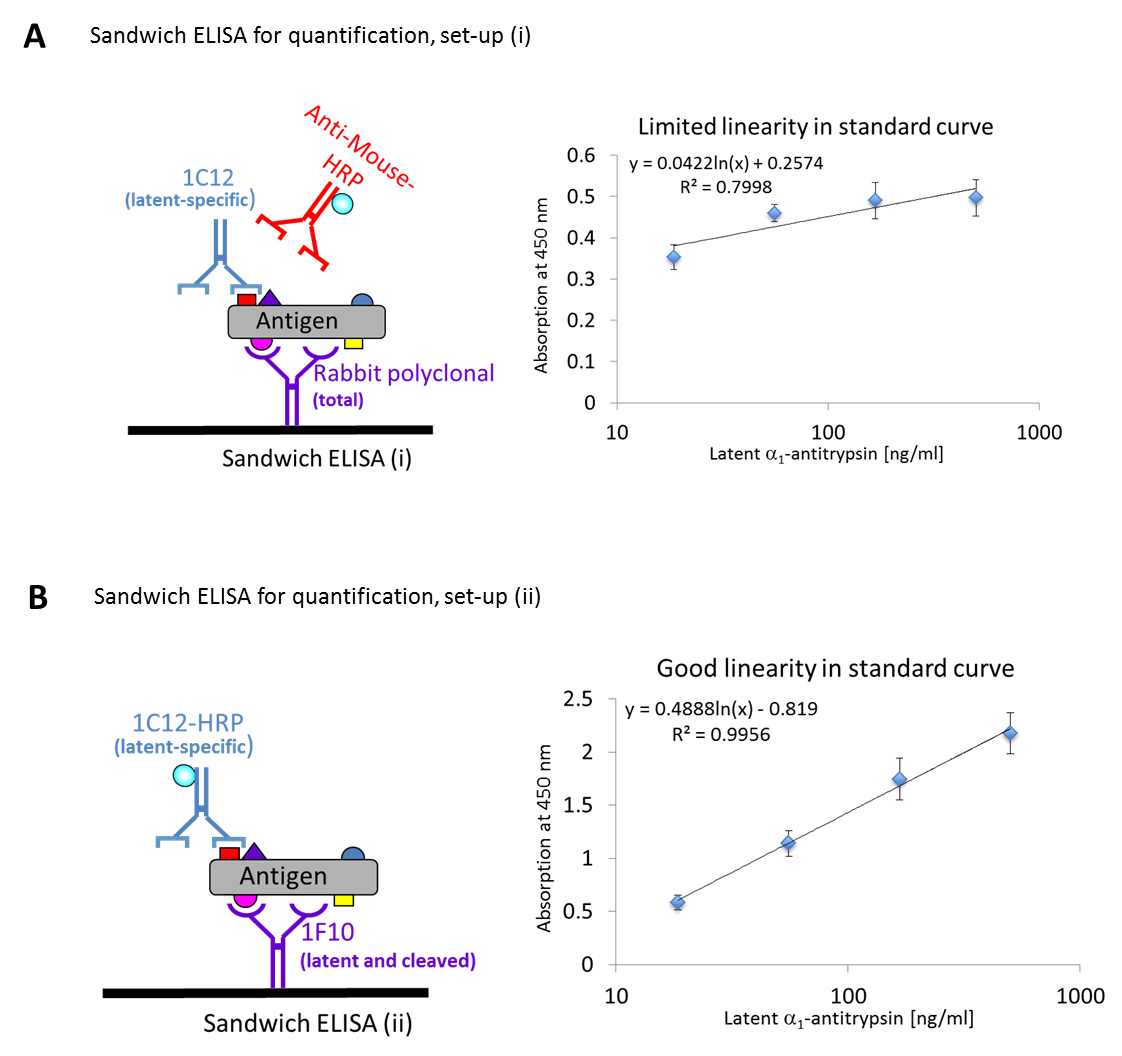 A
Sandwich ELISA for quantification, set-up (i)
Anti-Mouse-
HRP
1C12
(latent-specific)
Antigen
Rabbit polyclonal
(total)
Sandwich ELISA (i)
Limited linearity in standard curve
y = 0.0422ln(x) + 0.2574
R² = 0.7998
Absorption at 450 nm
0.6
0.5
0.4
0.3
0.2
0.1
0
10
100
1000
Latent α₁-antitrypsin [ng/ml]
B
Sandwich ELISA for quantification, set-up (ii)
1C12-HRP
(latent-specific)
Antigen
1F10
(latent and cleaved)
Sandwich ELISA (ii)
Good linearity in standard curve
y = 0.4888ln(x) - 0.819
R² = 0.9956
Absorption at 450 nm
2.5
2
1.5
1
0.5
0
10
100
1000
Latent α₁-antitrypsin [ng/ml]